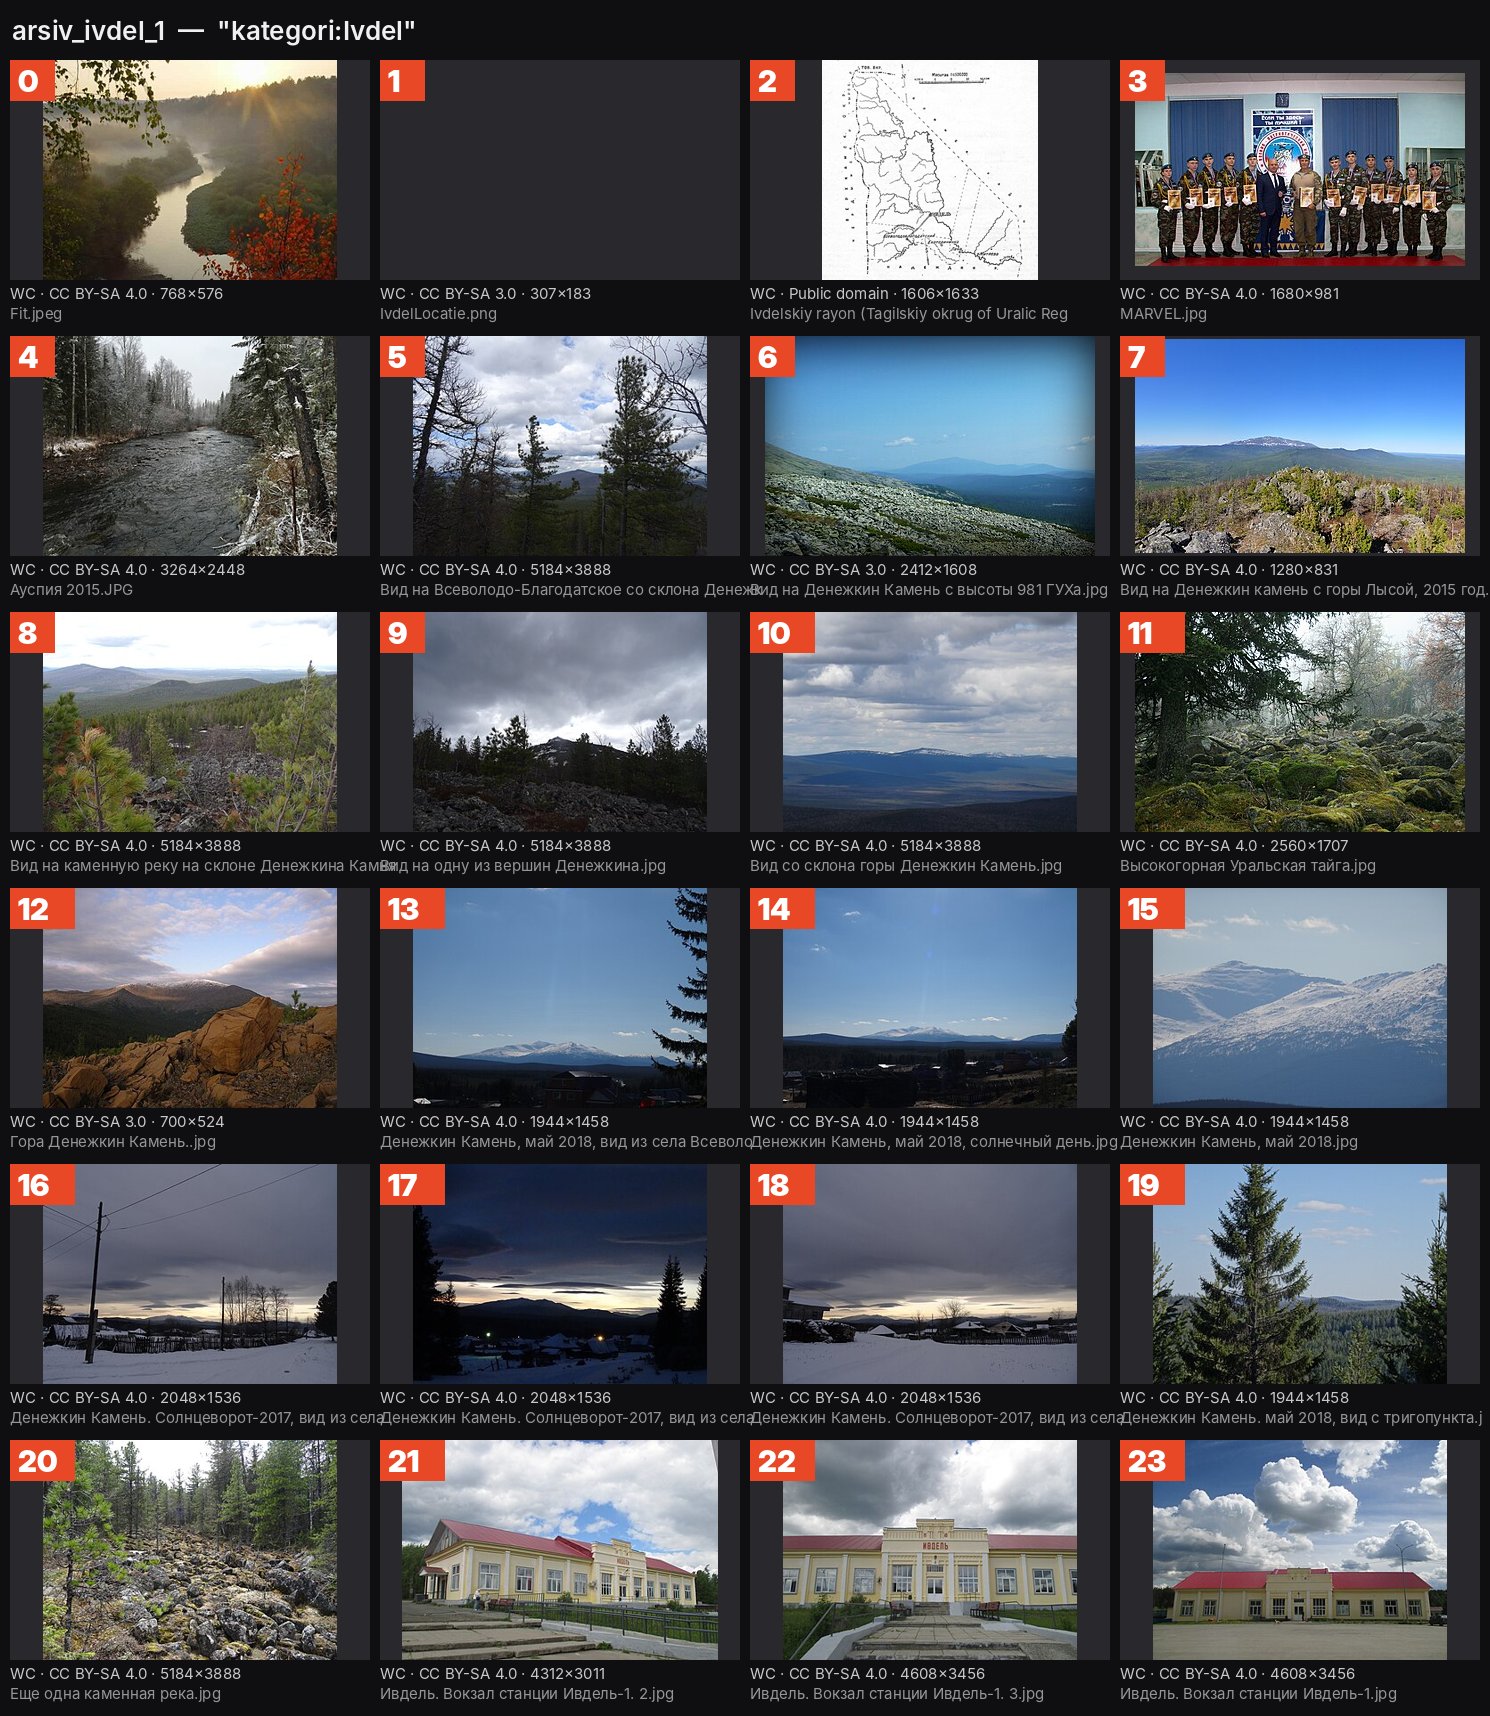 arsiv_ivdel_1 — "kategori:Ivdel"
0
1
2
3
Масштаб
ЕСЛИ ТЫ ЗДЕСЬ-
ТЫ ЛУЧШИЙ !
WC · CC BY-SA 4.0 · 768×576
Fit.jpeg
WC · CC BY-SA 3.0 · 307×183
IvdelLocatie.png
WC · Public domain · 1606×1633
Ivdelskiy rayon (Tagilskiy okrug of Uralic Reg
WC · CC BY-SA 4.0 · 1680×981
MARVEL.jpg
4
5
6
7
WC · CC BY-SA 4.0 · 3264×2448
Ауспия 2015.JPG
WC · CC BY-SA 4.0 · 5184×3888
Вид на Всеволодо-Благодатское со склона Денежк
WC · CC BY-SA 3.0 · 2412×1608
Вид на Денежкин Камень с высоты 981 ГУХа.jpg
WC · CC BY-SA 4.0 · 1280×831
Вид на Денежкин камень с горы Лысой, 2015 год.
8
9
10
11
WC · CC BY-SA 4.0 · 5184×3888
Вид на каменную реку на склоне Денежкина Камня
WC · CC BY-SA 4.0 · 5184×3888
Вид на одну из вершин Денежкина.jpg
WC · CC BY-SA 4.0 · 5184×3888
Вид со склона горы Денежкин Камень.jpg
WC · CC BY-SA 4.0 · 2560×1707
Высокогорная Уральская тайга.jpg
12
13
14
15
WC · CC BY-SA 3.0 · 700×524
Гора Денежкин Камень..jpg
WC · CC BY-SA 4.0 · 1944×1458
Денежкин Камень, май 2018, вид из села Всеволо
WC · CC BY-SA 4.0 · 1944×1458
Денежкин Камень, май 2018, солнечный день.jpg
WC · CC BY-SA 4.0 · 1944×1458
Денежкин Камень, май 2018.jpg
16
17
18
19
WC · CC BY-SA 4.0 · 2048×1536
Денежкин Камень. Солнцеворот-2017, вид из села
WC · CC BY-SA 4.0 · 2048×1536
Денежкин Камень. Солнцеворот-2017, вид из села
WC · CC BY-SA 4.0 · 2048×1536
Денежкин Камень. Солнцеворот-2017, вид из села
WC · CC BY-SA 4.0 · 1944×1458
Денежкин Камень. май 2018, вид с тригопункта.j
20
21
22
23
ИВДЕЛЬ
ИВДЕЛЬ
WC · CC BY-SA 4.0 · 5184×3888
Еще одна каменная река.jpg
WC · CC BY-SA 4.0 · 4312×3011
Ивдель. Вокзал станции Ивдель-1. 2.jpg
WC · CC BY-SA 4.0 · 4608×3456
Ивдель. Вокзал станции Ивдель-1. 3.jpg
WC · CC BY-SA 4.0 · 4608×3456
Ивдель. Вокзал станции Ивдель-1.jpg